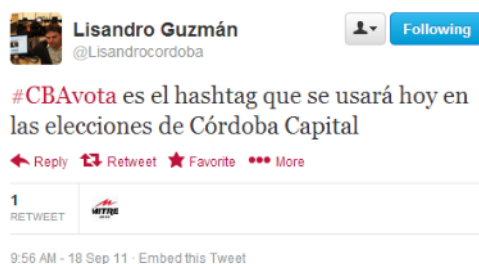 Lisandro Guzmán
@Lisandrocordoba
Following
#CBAvota es el hashtag que se usará hoy en
las elecciones de Córdoba Capital
Reply Retweet Favorite More
1
RETWEET
MITRE
9:56 AM - 18 Sep 11 · Embed this Tweet